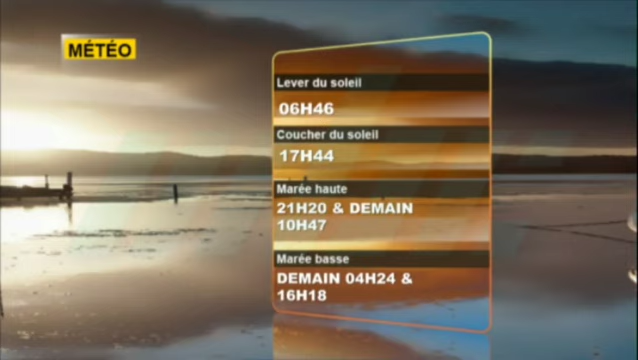 MÉTÉO
Lever du soleil
06H46
Coucher du soleil
17H44
Marée haute
21H20 & DEMAIN
10H47
Marée basse
DEMAIN 04H24 &
16H18